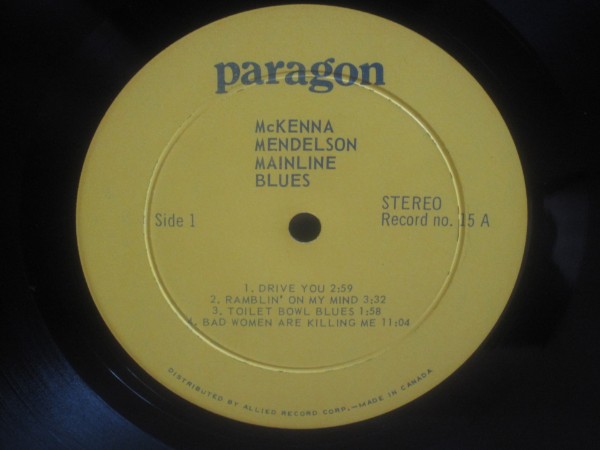 paragon
McKENNA
MENDELSON
MAINLINE
BLUES
STEREO
Side 1
Record no. 15 A
1. DRIVE YOU 2:59
2. RAMBLIN' ON MY MIND 3:32
3. TOILET BOWL BLUES 1:58
4. BAD WOMEN ARE KILLING ME 11:04
DISTRIBUTED BY ALLIED RECORD CORP.—MADE IN CANADA